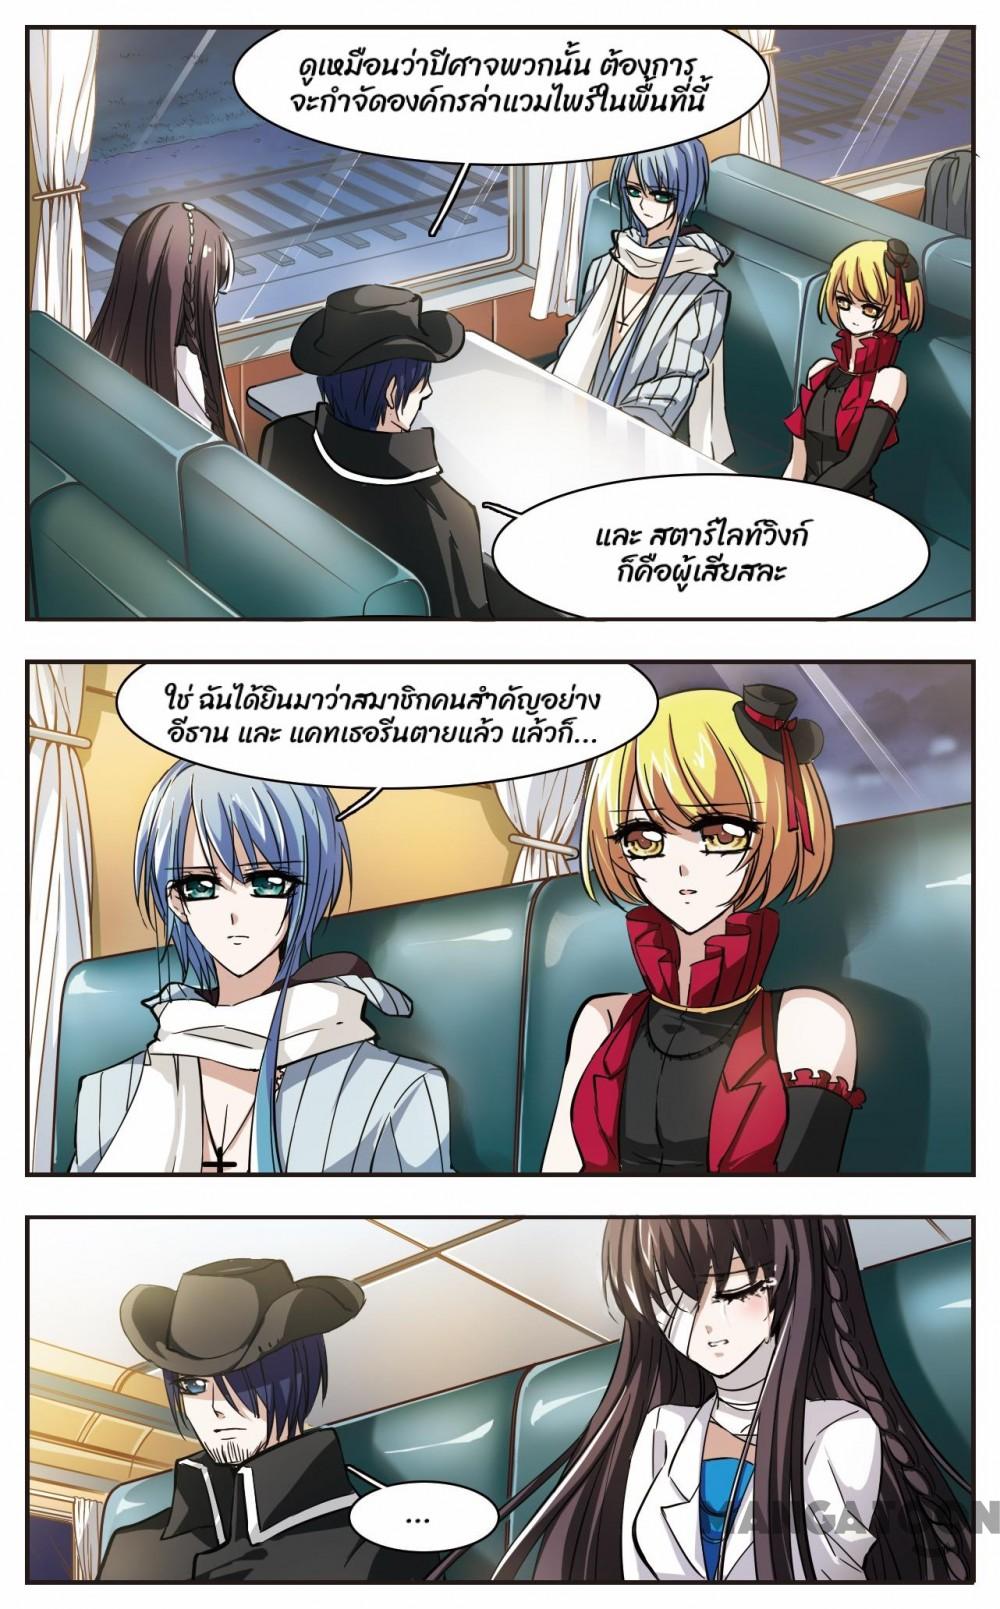 ดูเหมือนว่าปีศาจพวกนั้น ต้องการ
จะกำจัดองค์กรล่าแวมไพร์ในพื้นที่นี้
และ สตาร์ไลท์วิงก์
ก็คือผู้เสียสละ
ใช่ ฉันได้ยินมาว่าสมาชิกคนสำคัญอย่าง
อีธาน และ แคทเธอรีนตายแล้ว แล้วก็...
...